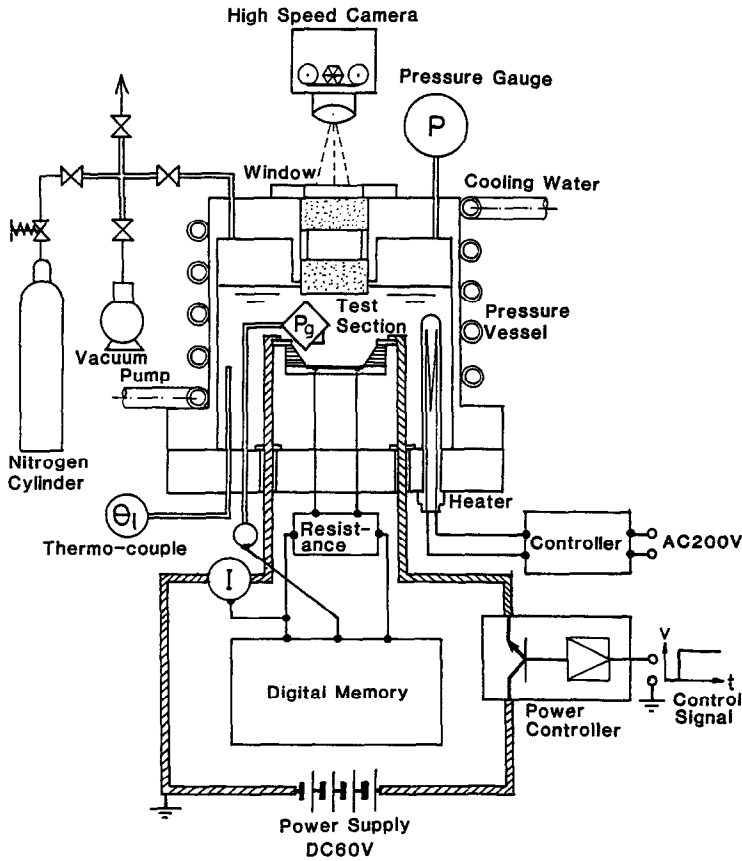 High Speed Camera
Pressure Gauge
P
Window
Cooling Water
Test
Section
Pg
Pressure
Vessel
Vacuum
Pump
Nitrogen
Cylinder
Heater
θl
Thermo-couple
Resist-
ance
Controller
AC200V
I
V
t
Control
Signal
Digital Memory
Power
Controller
Power Supply
DC60V